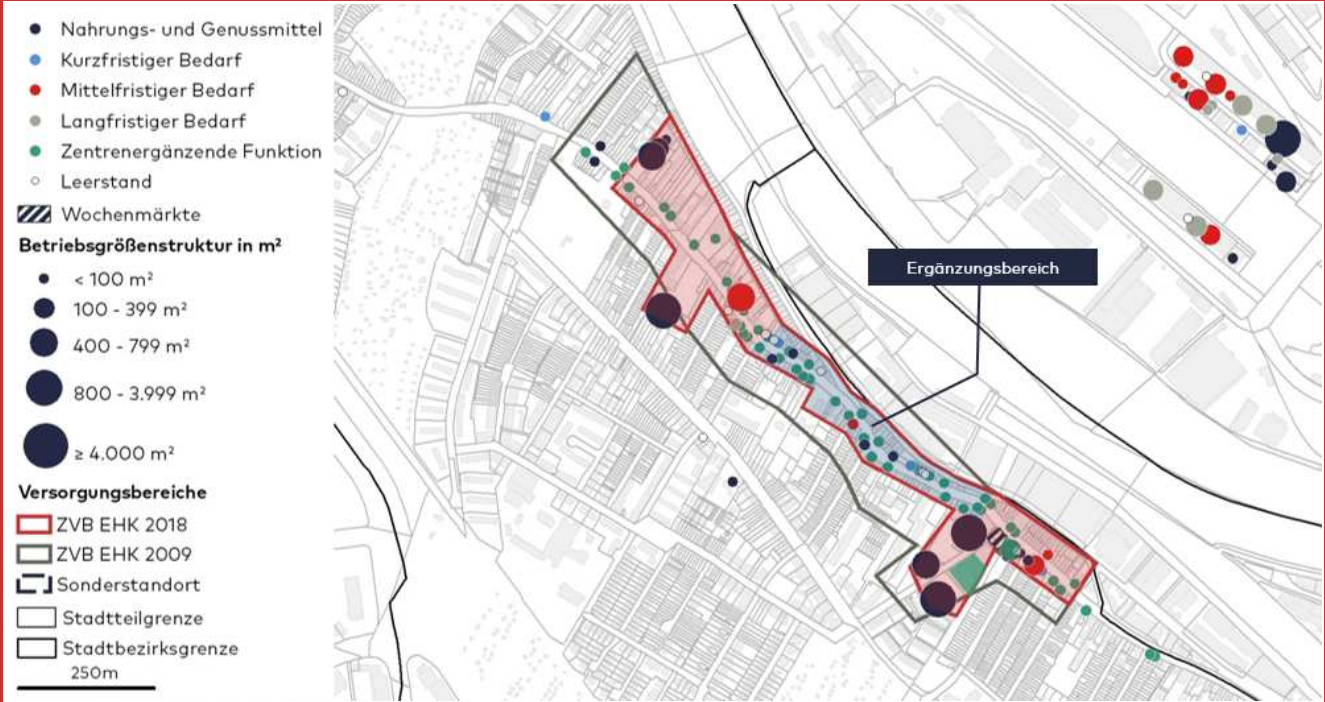 Nahrungs- und Genussmittel
Kurzfristiger Bedarf
Mittelfristiger Bedarf
Langfristiger Bedarf
Zentrenergänzende Funktion
Leerstand
Wochenmärkte
Betriebsgrößenstruktur in m²
< 100 m²
100 - 399 m²
400 - 799 m²
800 - 3.999 m²
≥ 4.000 m²
Versorgungsbereiche
ZVB EHK 2018
ZVB EHK 2009
Sonderstandort
Stadtteilgrenze
Stadtbezirksgrenze
250m
Ergänzungsbereich